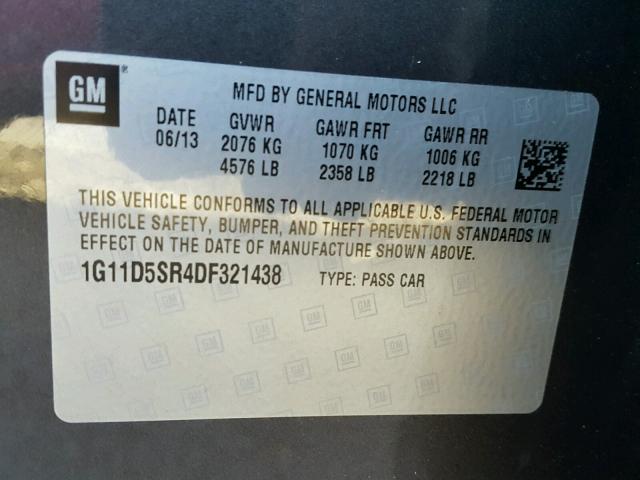 GM
MFD BY GENERAL MOTORS LLC
DATE GVWR GAWR FRT GAWR RR
06/13 2076 KG 1070 KG 1006 KG
4576 LB 2358 LB 2218 LB
THIS VEHICLE CONFORMS TO ALL APPLICABLE U.S. FEDERAL MOTOR
VEHICLE SAFETY, BUMPER, AND THEFT PREVENTION STANDARDS IN
EFFECT ON THE DATE OF MANUFACTURE SHOWN ABOVE.
1G11D5SR4DF321438 TYPE: PASS CAR